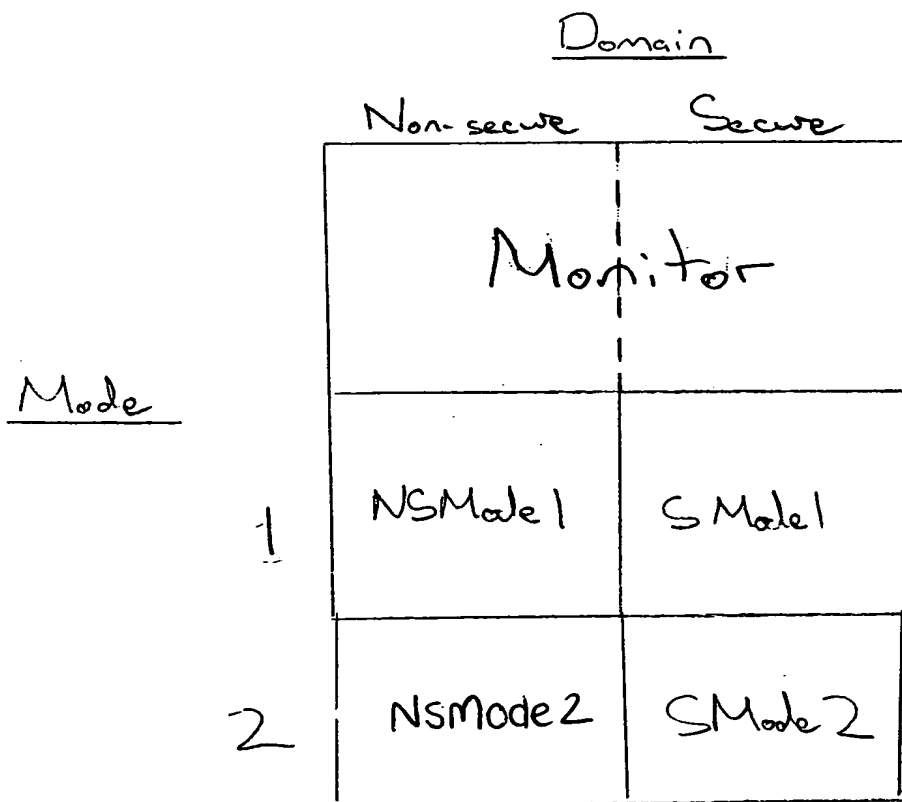 Domain
Non-secure Secure
Monitor
Mode
1 NSMode1 SMode1
2 NSMode2 SMode2